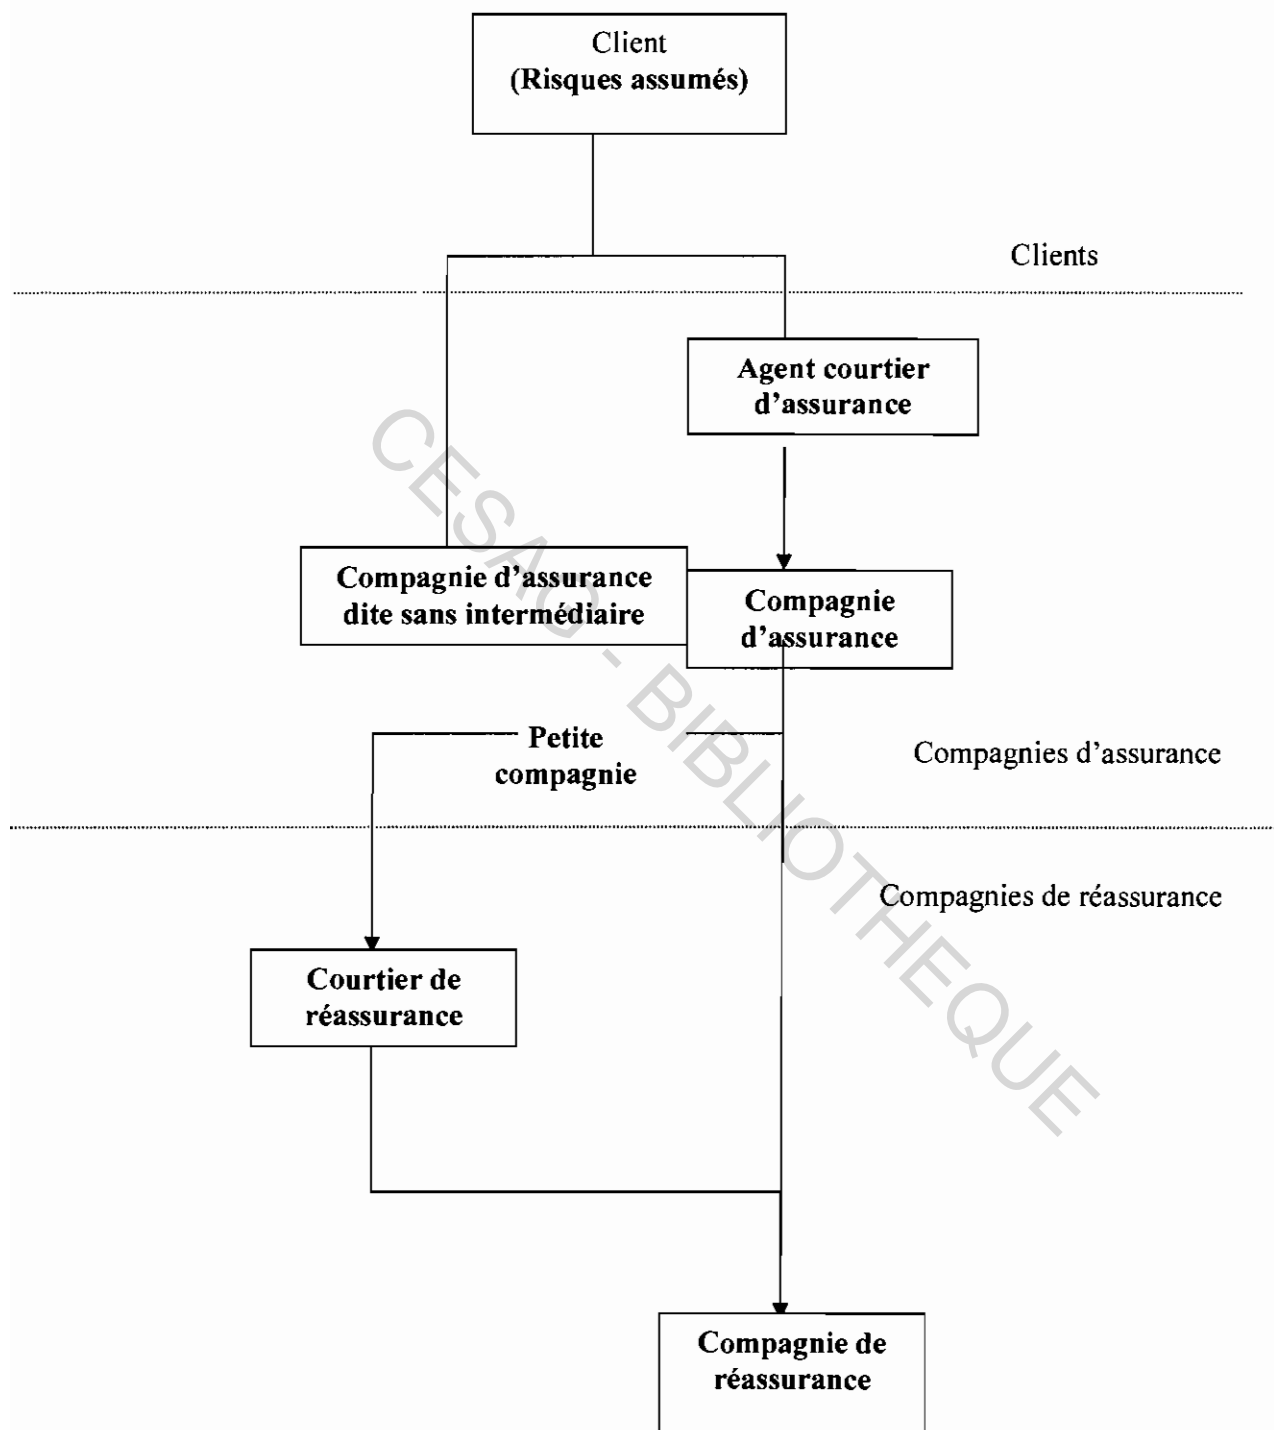 Client
(Risques assumés)
Clients
Agent courtier
d’assurance
Compagnie d’assurance
dite sans intermédiaire
Compagnie
d’assurance
Petite
compagnie
Compagnies d’assurance
Compagnies de réassurance
Courtier de
réassurance
Compagnie de
réassurance
CESAG - BIBLIOTHEQUE